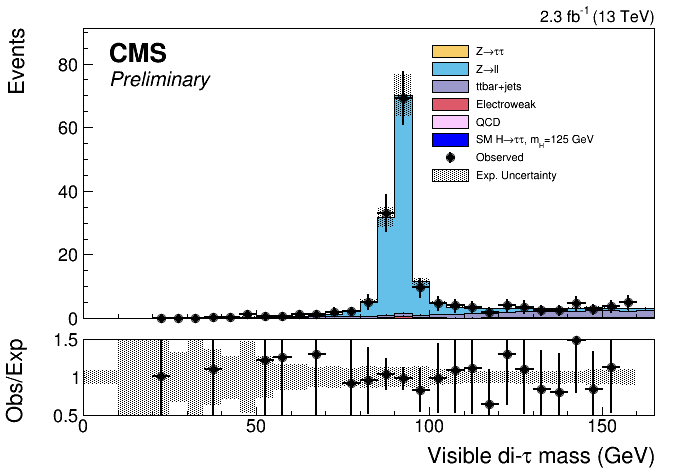 2.3 fb⁻¹ (13 TeV)
CMS
Preliminary
Events
80
60
40
20
0
Z→ττ
Z→ll
ttbar+jets
Electroweak
QCD
SM H→ττ, m_H=125 GeV
Observed
Exp. Uncertainty
Obs/Exp
1.5
1
0.5
0 50 100 150
Visible di-τ mass (GeV)